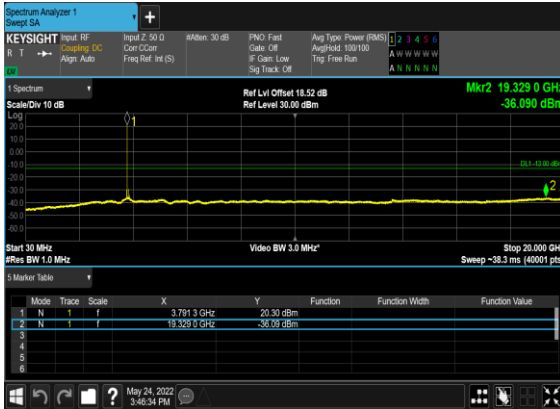 Spectrum Analyzer 1
Swept SA
+
KEYSIGHT Input: RF Input Z: 50 Ω #Atten: 30 dB PNO: Fast Avg Type: Power (RMS) 1 2 3 4 5 6
R T Coupling: DC Corr CCorr Gate: Off Avg|Hold: 100/100 A W W W W W
Align: Auto Freq Ref: Int (S) IF Gain: Low Trig: Free Run
Sig Track: Off A N N N N N
1 Spectrum Ref Lvl Offset 18.52 dB Mkr2 19.329 0 GHz
Scale/Div 10 dB Ref Level 30.00 dBm -36.090 dBm
Log
20.0
10.0
0.00
-10.0
DL1 -13.00 dBm
-20.0
-30.0
-40.0
-50.0
-60.0
1
2
Start 30 MHz Video BW 3.0 MHz* Stop 20.000 GHz
#Res BW 1.0 MHz Sweep ~38.3 ms (40001 pts)
5 Marker Table
Mode Trace Scale X Y Function Function Width Function Value
1 N 1 f 3.791 3 GHz 20.30 dBm
2 N 1 f 19.329 0 GHz -36.09 dBm
3
4
5
6
? May 24, 2022
3:46:34 PM